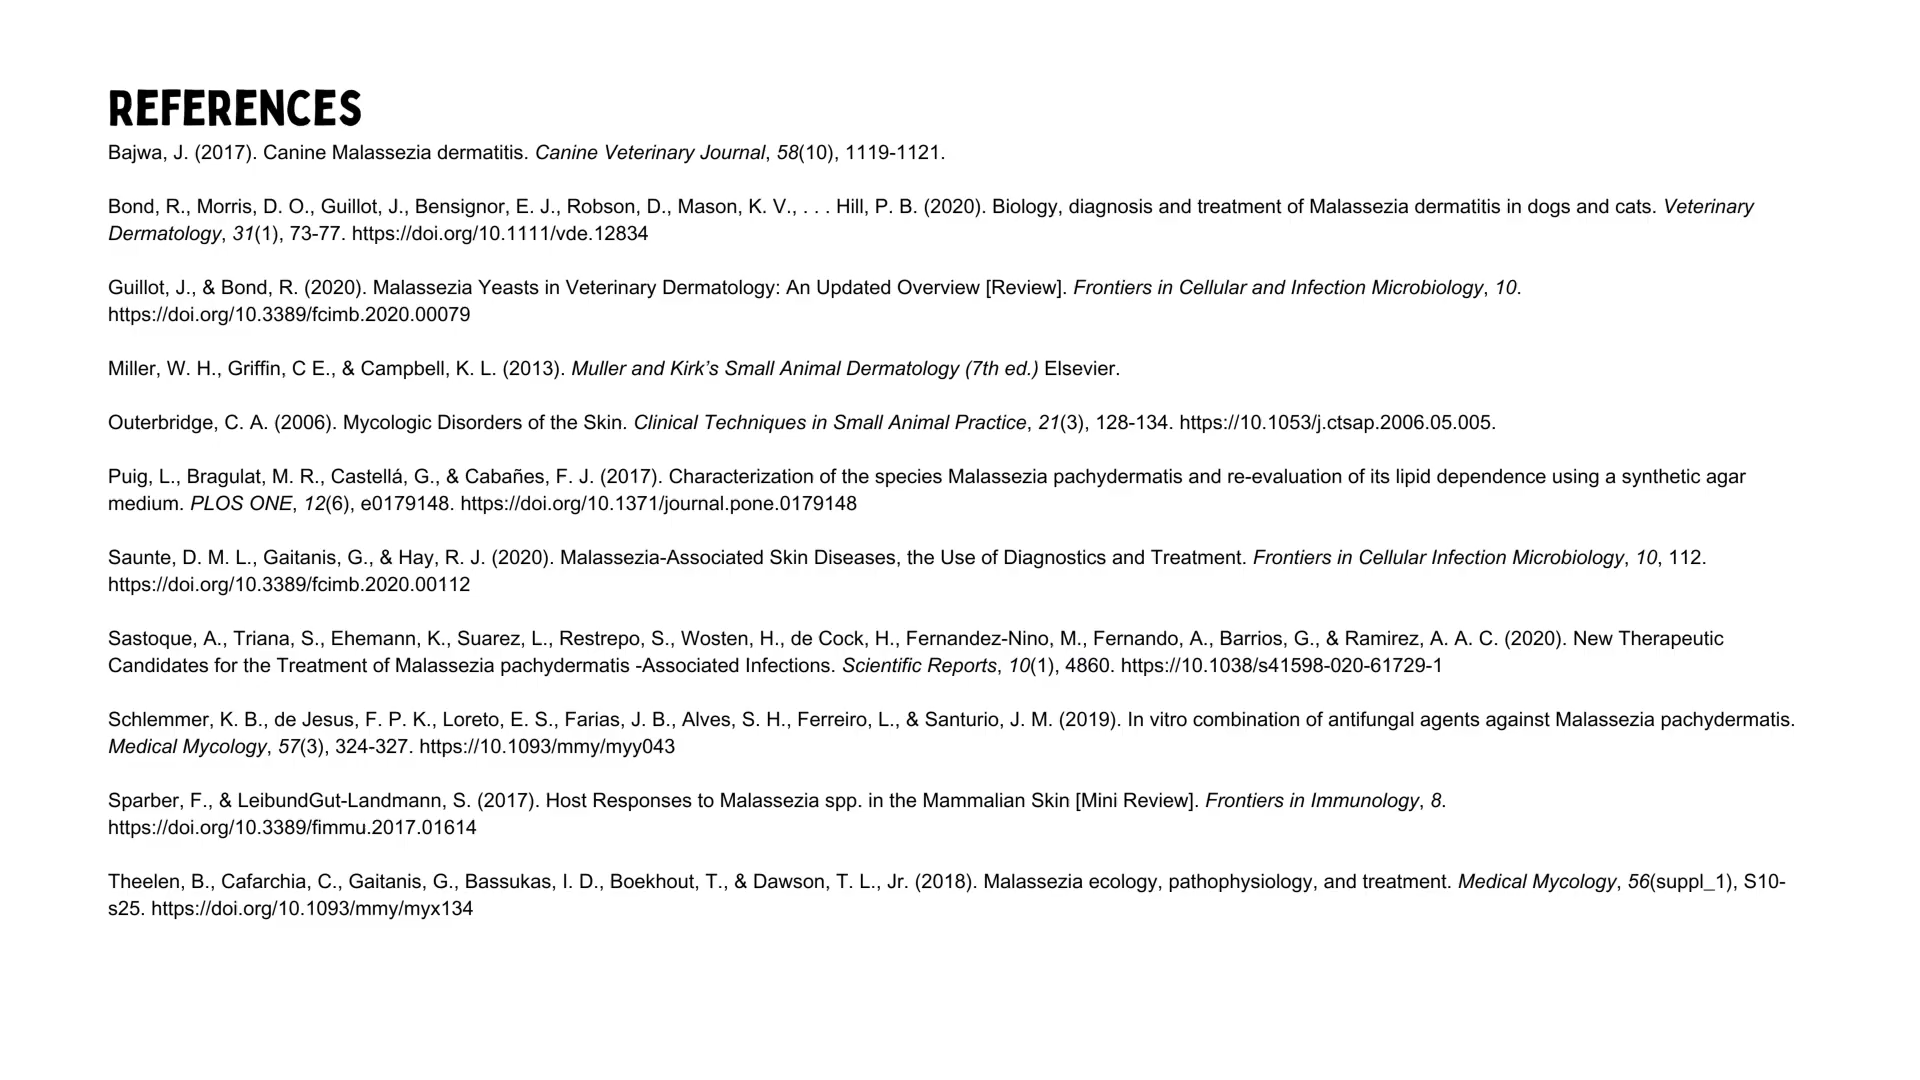 REFERENCES
Bajwa, J. (2017). Canine Malassezia dermatitis. Canine Veterinary Journal, 58(10), 1119-1121.
Bond, R., Morris, D. O., Guillot, J., Bensignor, E. J., Robson, D., Mason, K. V., . . . Hill, P. B. (2020). Biology, diagnosis and treatment of Malassezia dermatitis in dogs and cats. Veterinary
Dermatology, 31(1), 73-77. https://doi.org/10.1111/vde.12834
Guillot, J., & Bond, R. (2020). Malassezia Yeasts in Veterinary Dermatology: An Updated Overview [Review]. Frontiers in Cellular and Infection Microbiology, 10.
https://doi.org/10.3389/fcimb.2020.00079
Miller, W. H., Griffin, C E., & Campbell, K. L. (2013). Muller and Kirk’s Small Animal Dermatology (7th ed.) Elsevier.
Outerbridge, C. A. (2006). Mycologic Disorders of the Skin. Clinical Techniques in Small Animal Practice, 21(3), 128-134. https://10.1053/j.ctsap.2006.05.005.
Puig, L., Bragulat, M. R., Castellá, G., & Cabañes, F. J. (2017). Characterization of the species Malassezia pachydermatis and re-evaluation of its lipid dependence using a synthetic agar
medium. PLOS ONE, 12(6), e0179148. https://doi.org/10.1371/journal.pone.0179148
Saunte, D. M. L., Gaitanis, G., & Hay, R. J. (2020). Malassezia-Associated Skin Diseases, the Use of Diagnostics and Treatment. Frontiers in Cellular Infection Microbiology, 10, 112.
https://doi.org/10.3389/fcimb.2020.00112
Sastoque, A., Triana, S., Ehemann, K., Suarez, L., Restrepo, S., Wosten, H., de Cock, H., Fernandez-Nino, M., Fernando, A., Barrios, G., & Ramirez, A. A. C. (2020). New Therapeutic
Candidates for the Treatment of Malassezia pachydermatis -Associated Infections. Scientific Reports, 10(1), 4860. https://10.1038/s41598-020-61729-1
Schlemmer, K. B., de Jesus, F. P. K., Loreto, E. S., Farias, J. B., Alves, S. H., Ferreiro, L., & Santurio, J. M. (2019). In vitro combination of antifungal agents against Malassezia pachydermatis.
Medical Mycology, 57(3), 324-327. https://10.1093/mmy/myy043
Sparber, F., & LeibundGut-Landmann, S. (2017). Host Responses to Malassezia spp. in the Mammalian Skin [Mini Review]. Frontiers in Immunology, 8.
https://doi.org/10.3389/fimmu.2017.01614
Theelen, B., Cafarchia, C., Gaitanis, G., Bassukas, I. D., Boekhout, T., & Dawson, T. L., Jr. (2018). Malassezia ecology, pathophysiology, and treatment. Medical Mycology, 56(suppl_1), S10-
s25. https://doi.org/10.1093/mmy/myx134